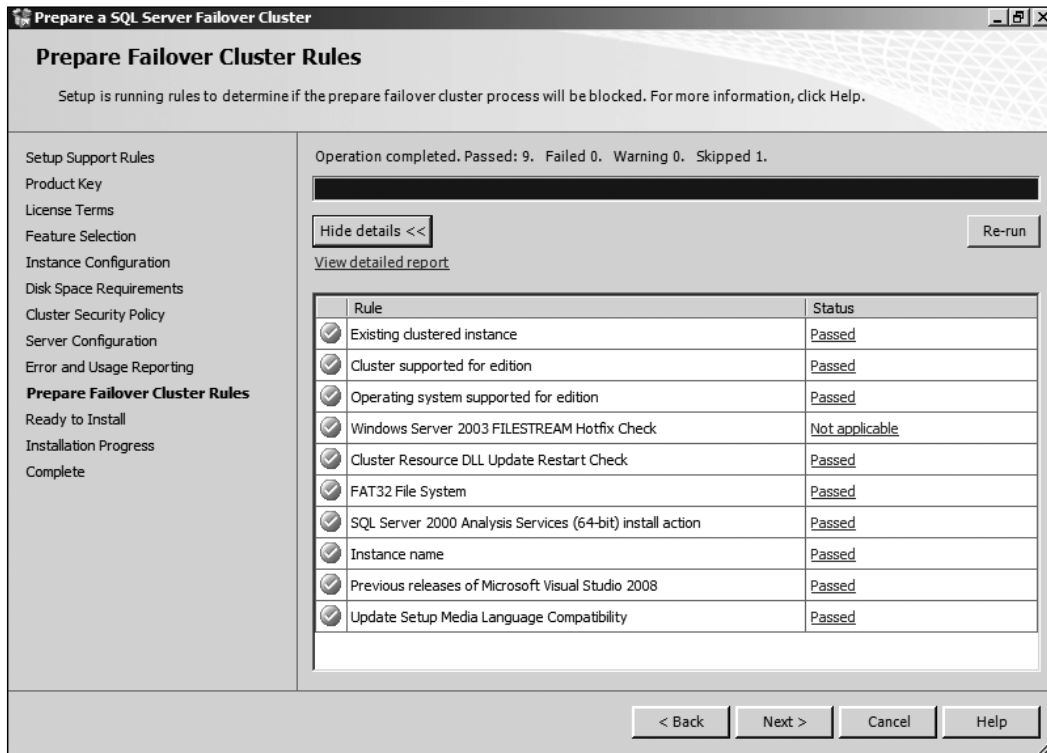 Prepare a SQL Server Failover Cluster
Prepare Failover Cluster Rules
Setup is running rules to determine if the prepare failover cluster process will be blocked. For more information, click Help.
Setup Support Rules
Product Key
License Terms
Feature Selection
Instance Configuration
Disk Space Requirements
Cluster Security Policy
Server Configuration
Error and Usage Reporting
Prepare Failover Cluster Rules
Ready to Install
Installation Progress
Complete
Operation completed. Passed: 9. Failed 0. Warning 0. Skipped 1.
Hide details << Re-run
View detailed report
Rule Status
Existing clustered instance Passed
Cluster supported for edition Passed
Operating system supported for edition Passed
Windows Server 2003 FILESTREAM Hotfix Check Not applicable
Cluster Resource DLL Update Restart Check Passed
FAT32 File System Passed
SQL Server 2000 Analysis Services (64-bit) install action Passed
Instance name Passed
Previous releases of Microsoft Visual Studio 2008 Passed
Update Setup Media Language Compatibility Passed
< Back Next > Cancel Help